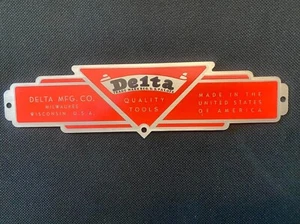 Delta
QUALITY
TOOLS
DELTA MFG. CO.
MILWAUKEE
WISCONSIN, U.S.A.
MADE IN THE
UNITED STATES
OF AMERICA